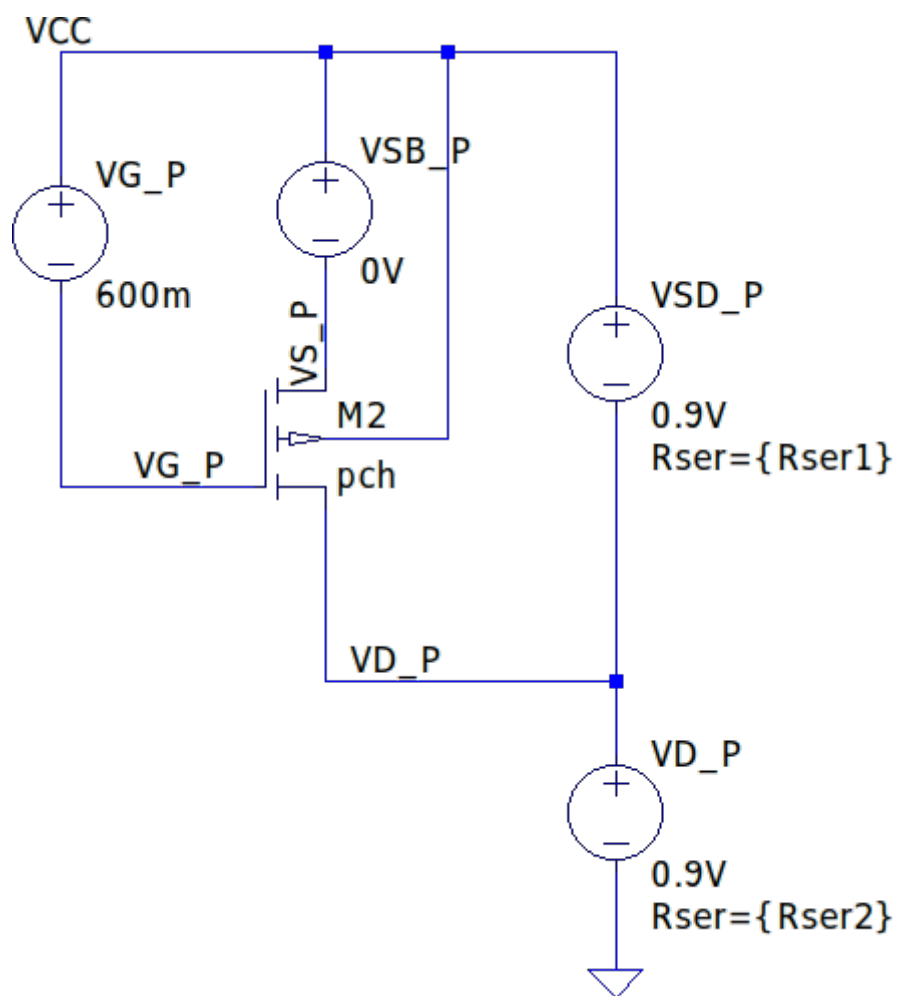 VCC
VG_P
600m
VSB_P
0V
VS_P
M2
pch
VG_P
VSD_P
0.9V
Rser={Rser1}
VD_P
VD_P
0.9V
Rser={Rser2}